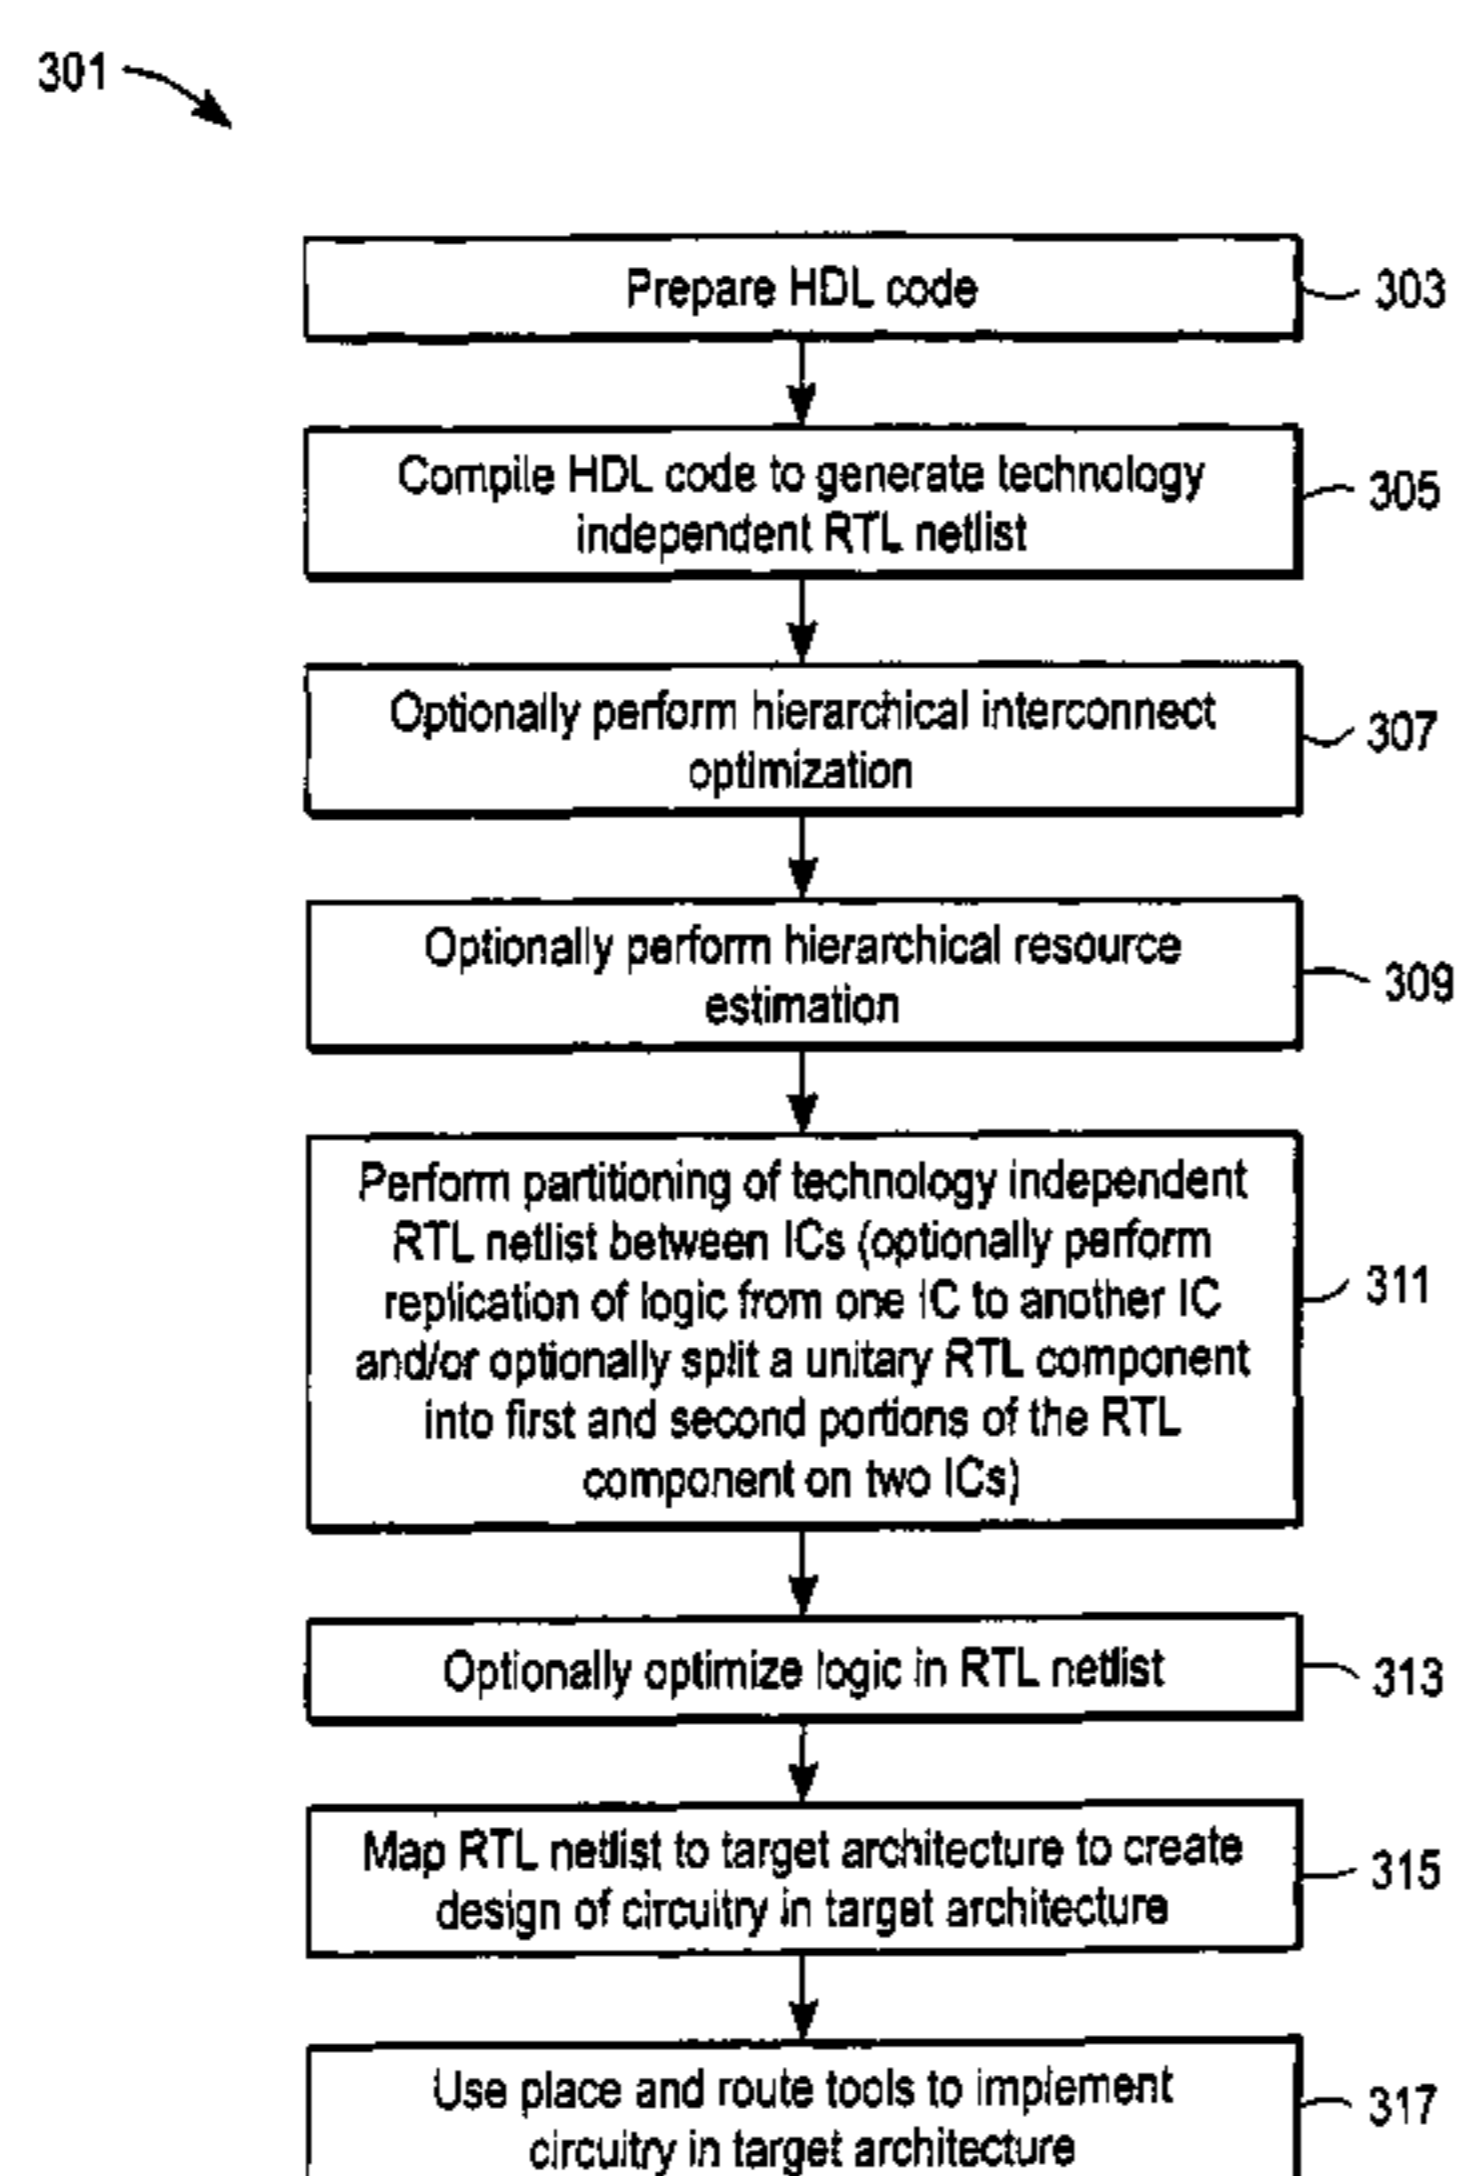 301
Prepare HDL code
303
Compile HDL code to generate technology
independent RTL netlist
305
Optionally perform hierarchical interconnect
optimization
307
Optionally perform hierarchical resource
estimation
309
Perform partitioning of technology independent
RTL netlist between ICs (optionally perform
replication of logic from one IC to another IC
and/or optionally split a unitary RTL component
into first and second portions of the RTL
component on two ICs)
311
Optionally optimize logic in RTL netlist
313
Map RTL netlist to target architecture to create
design of circuitry in target architecture
315
Use place and route tools to implement
circuitry in target architecture
317